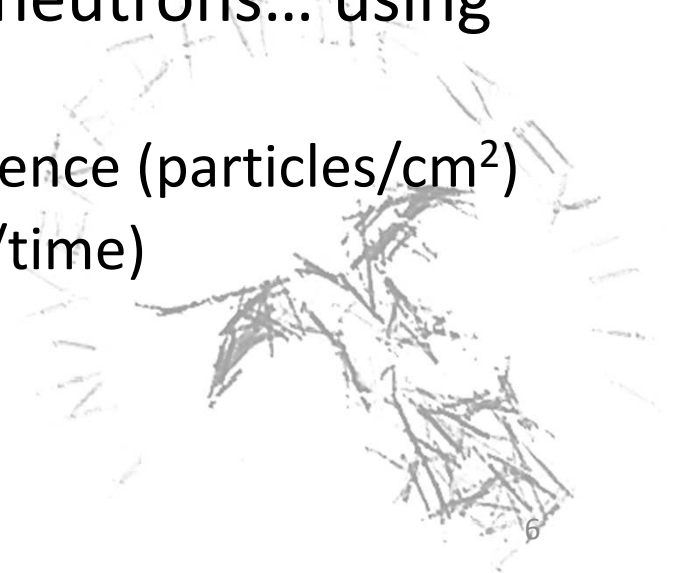 neutrons... using
ence (particles/cm²)
/time)
6